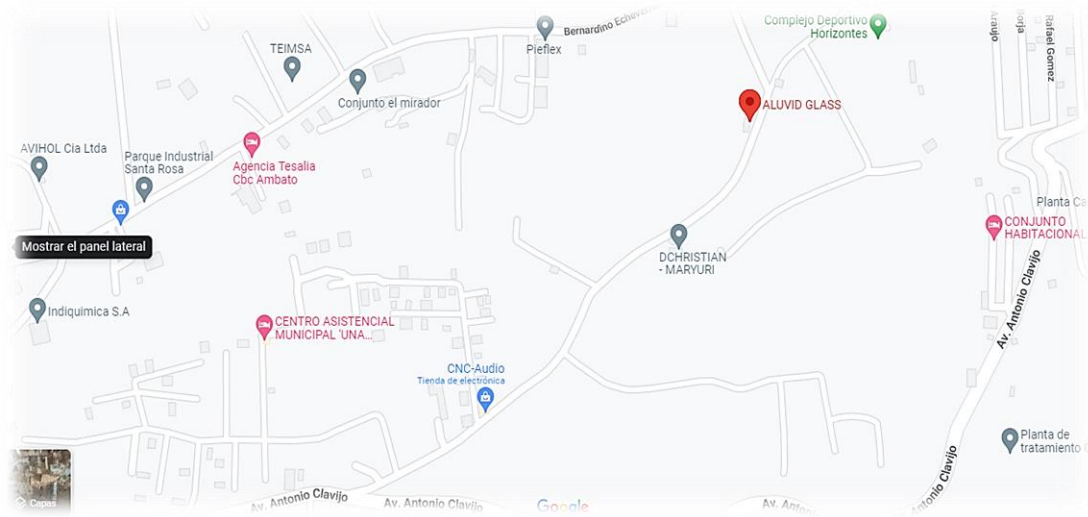 Bernardino Echeve
Pieflex
Complejo Deportivo
Horizontes
Araujo
Borja
Rafael Gomez
TEIMSA
Conjunto el mirador
ALUVID GLASS
AVIHOL Cia Ltda
Parque Industrial
Santa Rosa
Agencia Tesalia
Cbc Ambato
Planta Ca
CONJUNTO
HABITACIONAL
Mostrar el panel lateral
DCHRISTIAN
- MARYURI
Indiquimica S.A
CENTRO ASISTENCIAL
MUNICIPAL 'UNA...
Av. Antonio Clavijo
CNC-Audio
Tienda de electrónica
Planta de
tratamiento
Capas
Av. Antonio Clavijo
Av. Antonio Clavijo
Google
Av. A
Antonio Clavijo